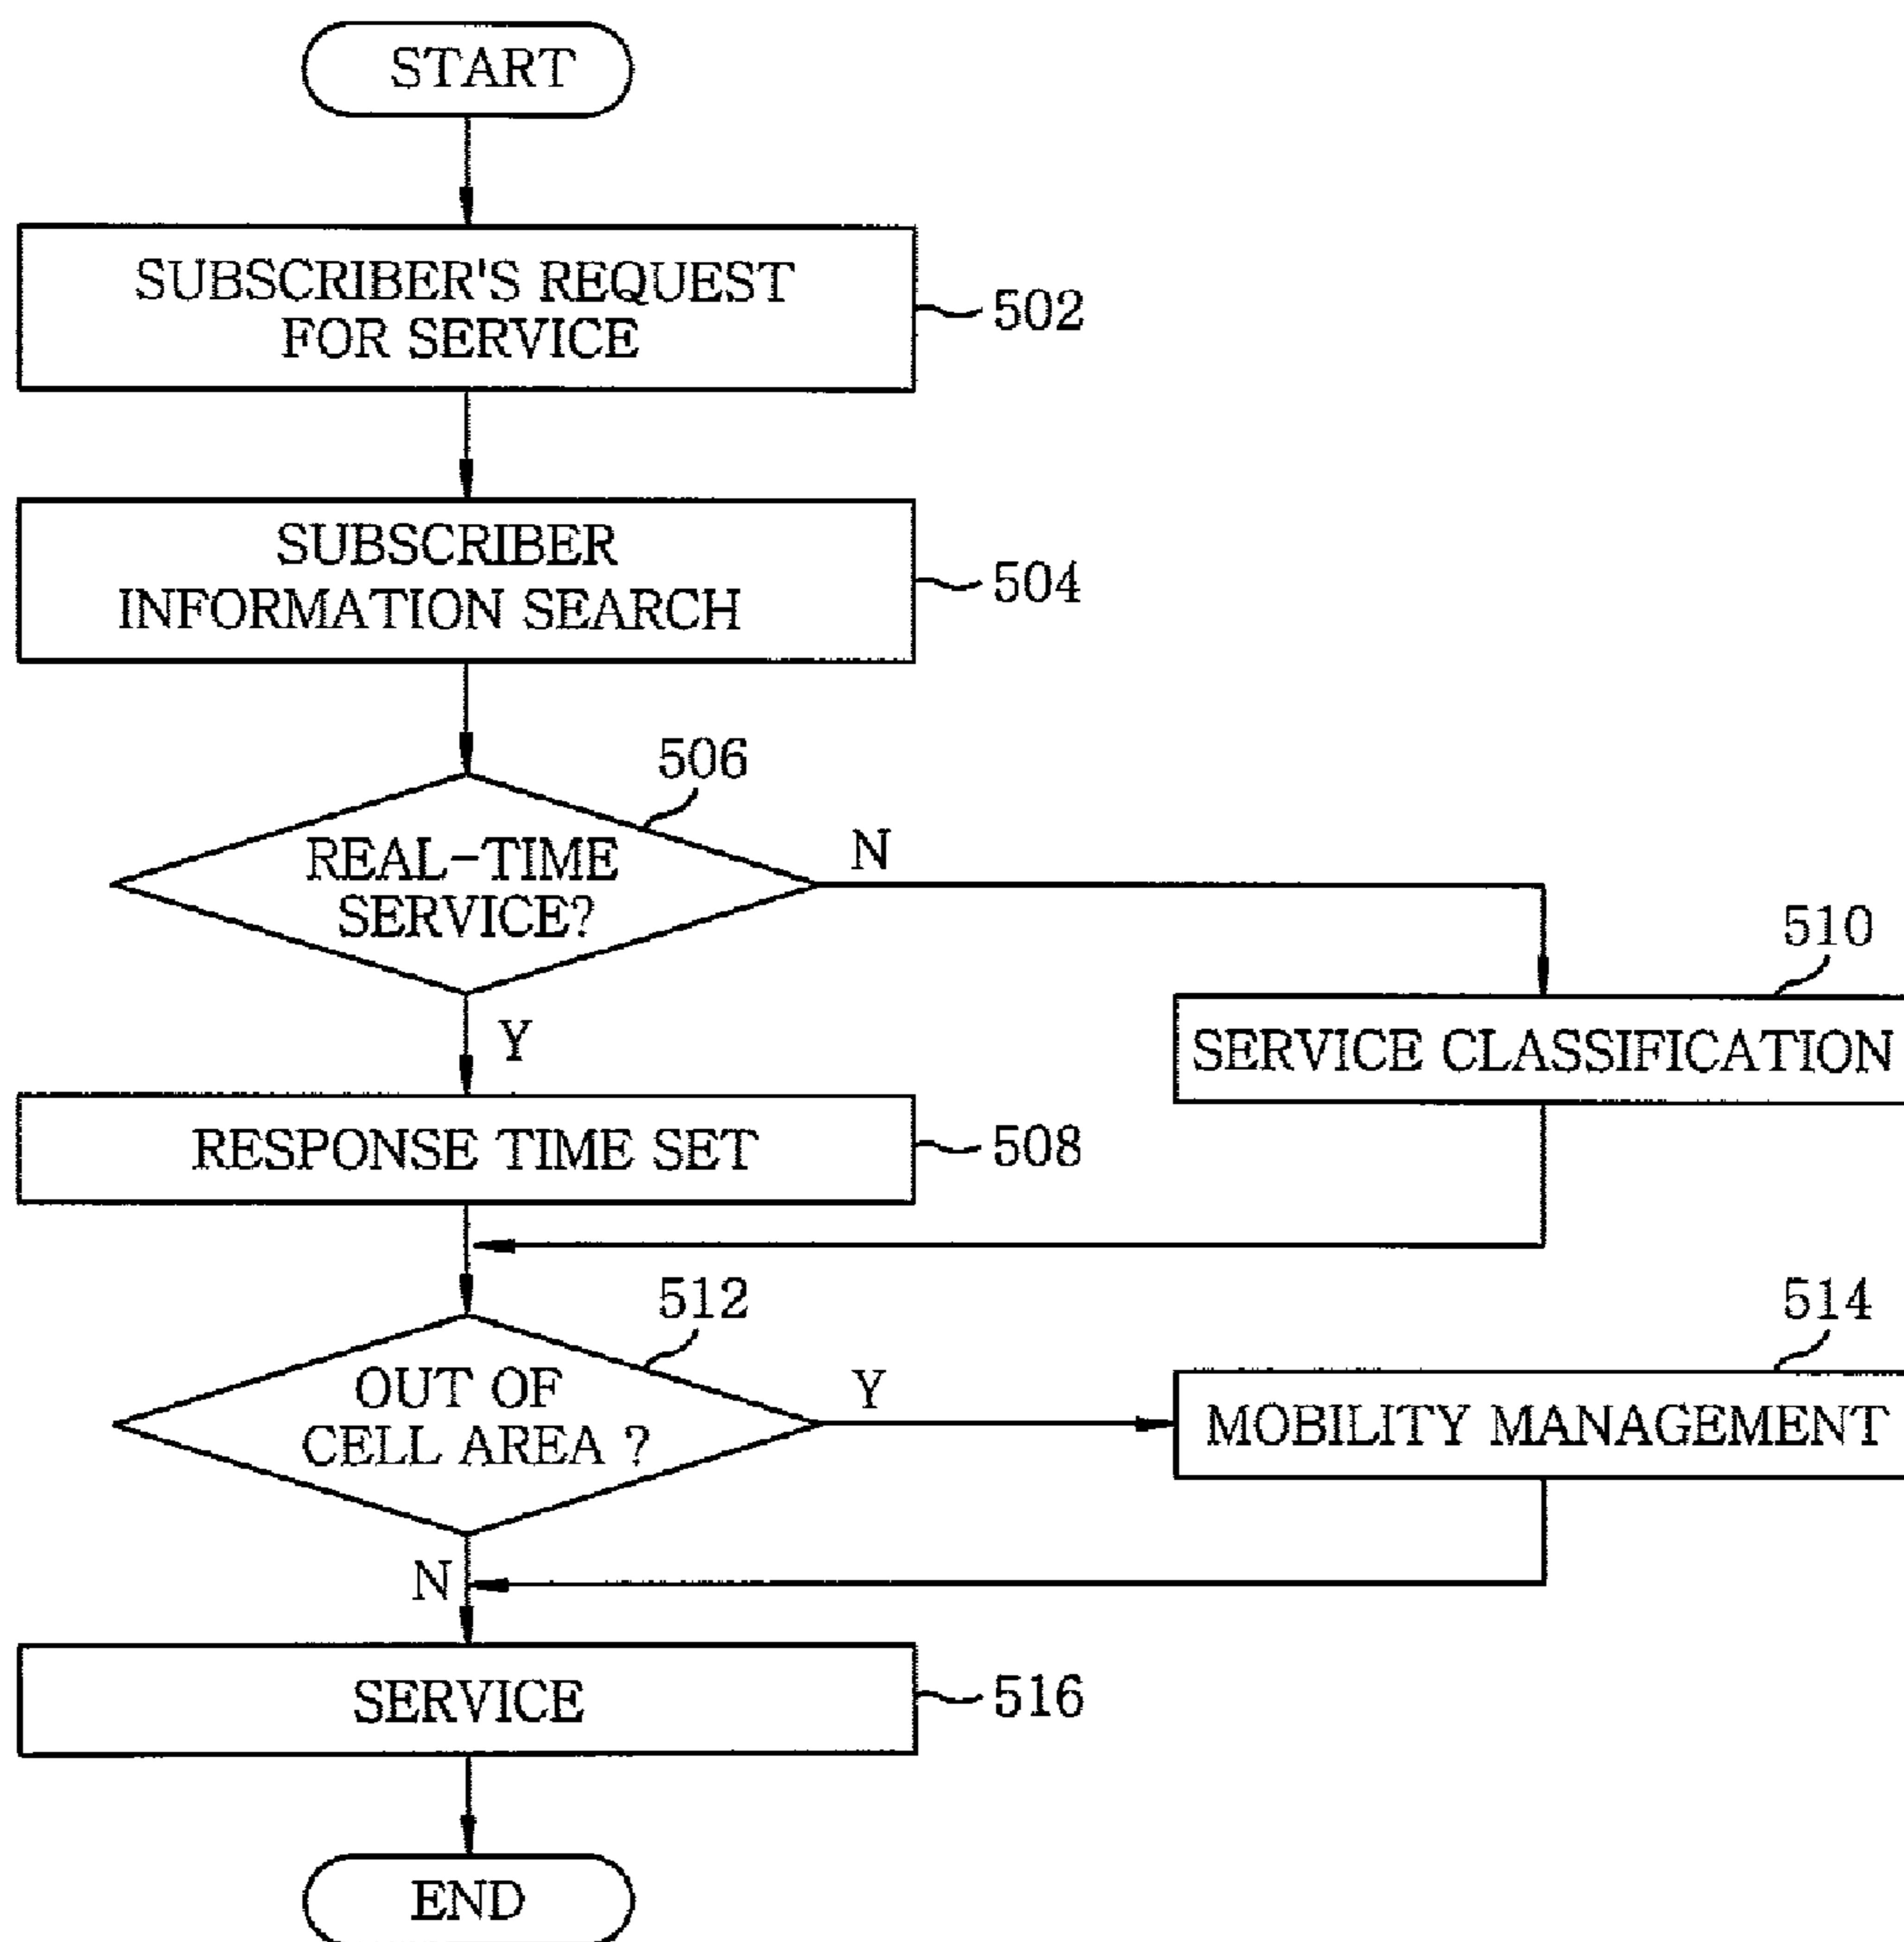 START
SUBSCRIBER'S REQUEST
FOR SERVICE
502
SUBSCRIBER
INFORMATION SEARCH
504
506
REAL-TIME
SERVICE?
N
Y
510
SERVICE CLASSIFICATION
RESPONSE TIME SET
508
512
OUT OF
CELL AREA ?
Y
N
514
MOBILITY MANAGEMENT
SERVICE
516
END